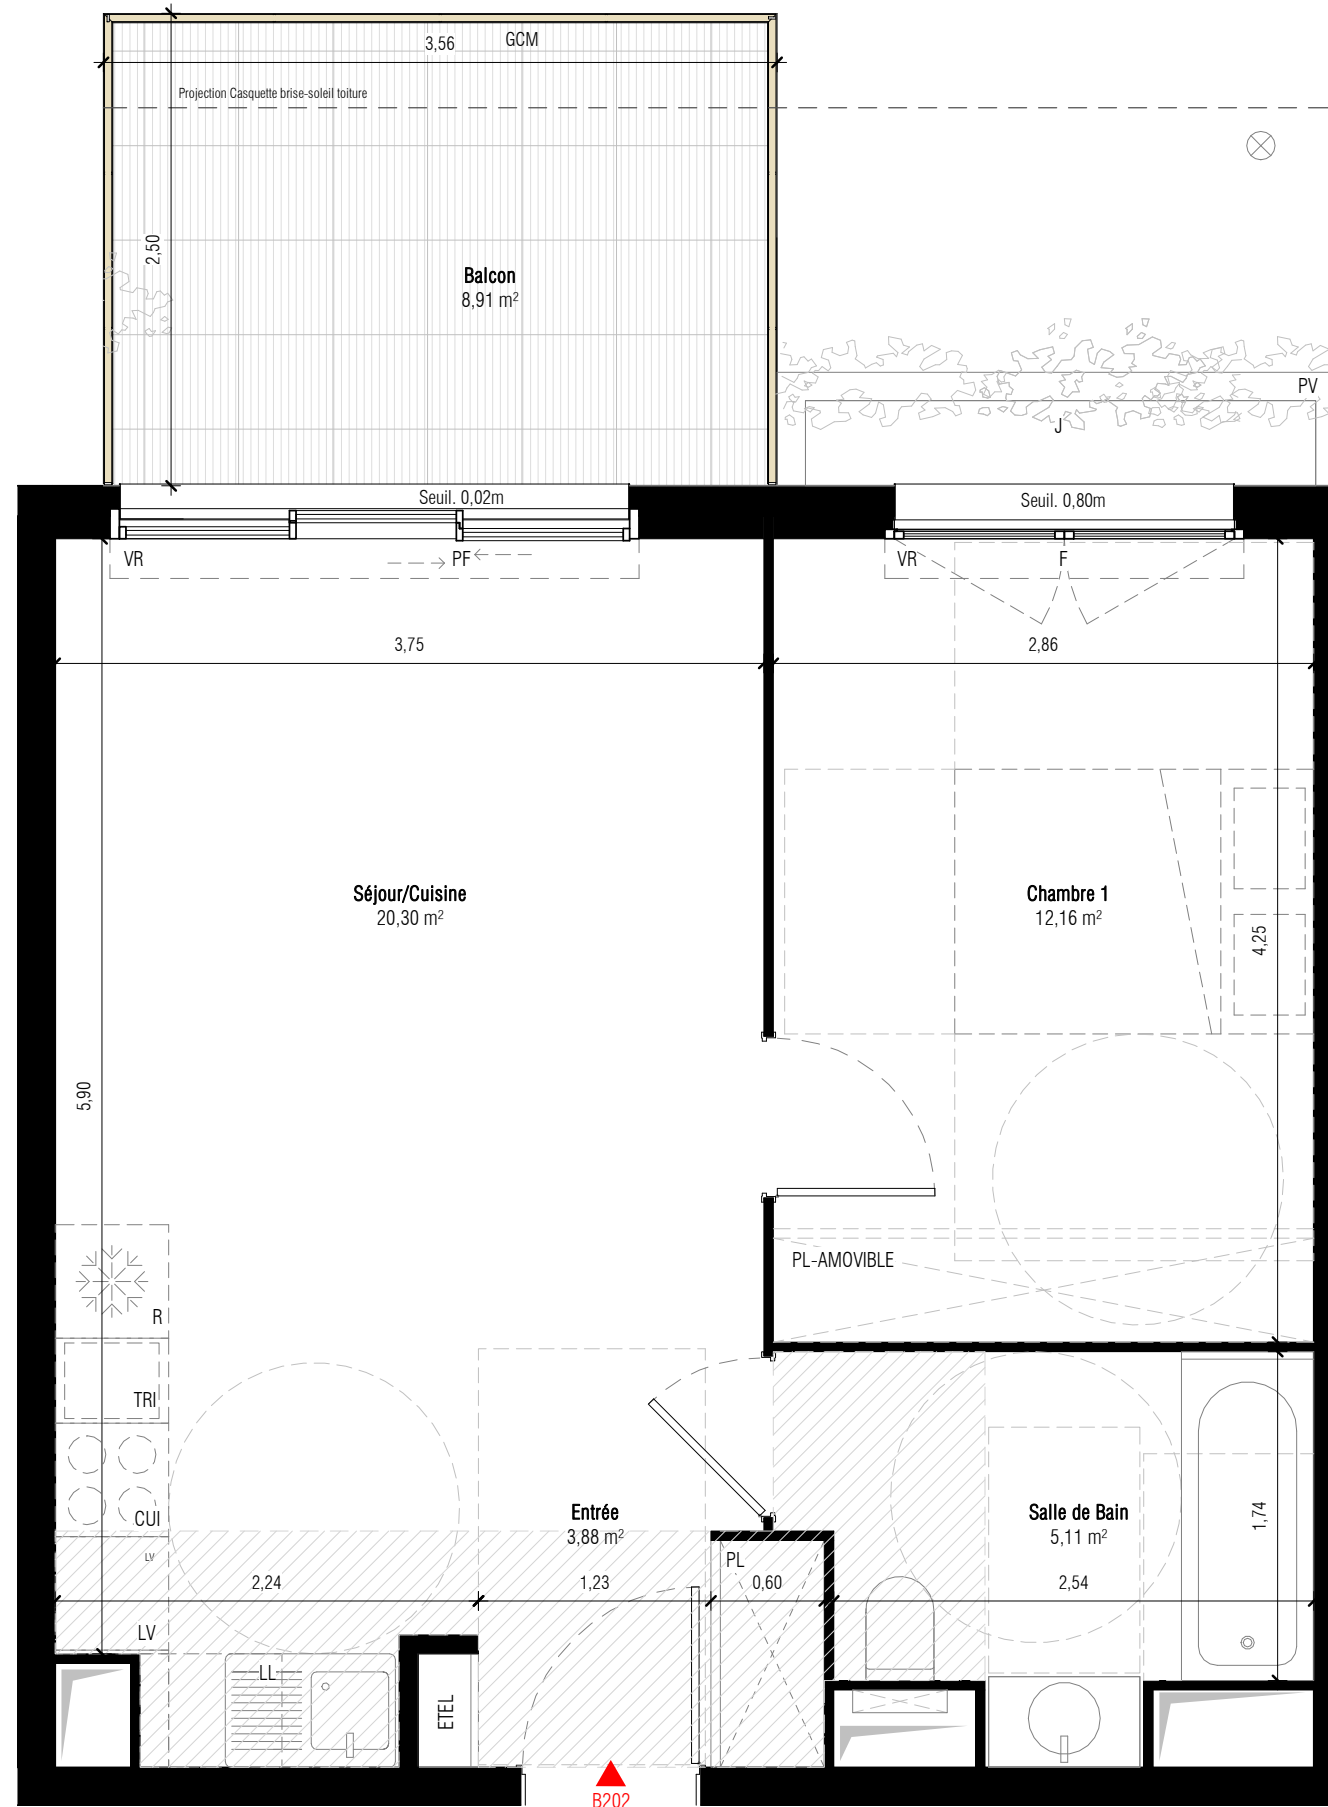 3,56
GCM
Projection Casquette brise-soleil toiture
2,50
Balcon
8,91 m²
PV
J
Seuil. 0,02m
Seuil. 0,80m
VR
PF
VR
F
3,75
2,86
Séjour/Cuisine
20,30 m²
Chambre 1
12,16 m²
4,25
5,90
PL-AMOVIBLE
R
TRI
CUI
LV
Entrée
3,88 m²
Salle de Bain
5,11 m²
1,74
PL
2,24
1,23
0,60
2,54
LV
LL
ETEL
B202